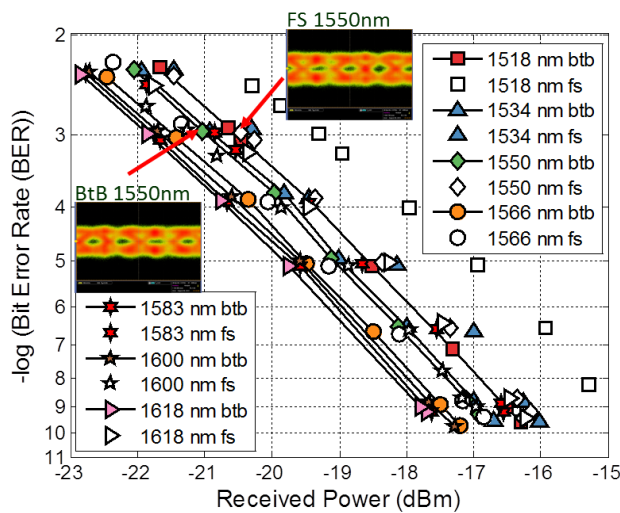 FS 1550nm
BtB 1550nm
-log (Bit Error Rate (BER))
2
3
4
5
6
7
8
9
10
11
-23
-22
-21
-20
-19
-18
-17
-16
-15
Received Power (dBm)
1518 nm btb
1518 nm fs
1534 nm btb
1534 nm fs
1550 nm btb
1550 nm fs
1566 nm btb
1566 nm fs
1583 nm btb
1583 nm fs
1600 nm btb
1600 nm fs
1618 nm btb
1618 nm fs